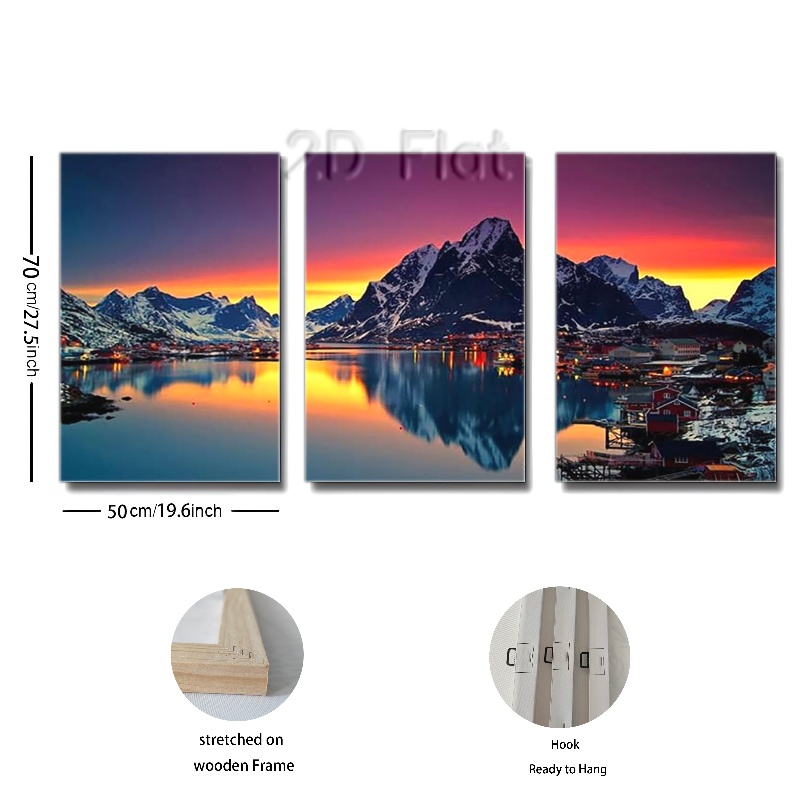 2D Flat
70 cm/27.5inch
50 cm/19.6inch
stretched on
wooden Frame
Hook
Ready to Hang